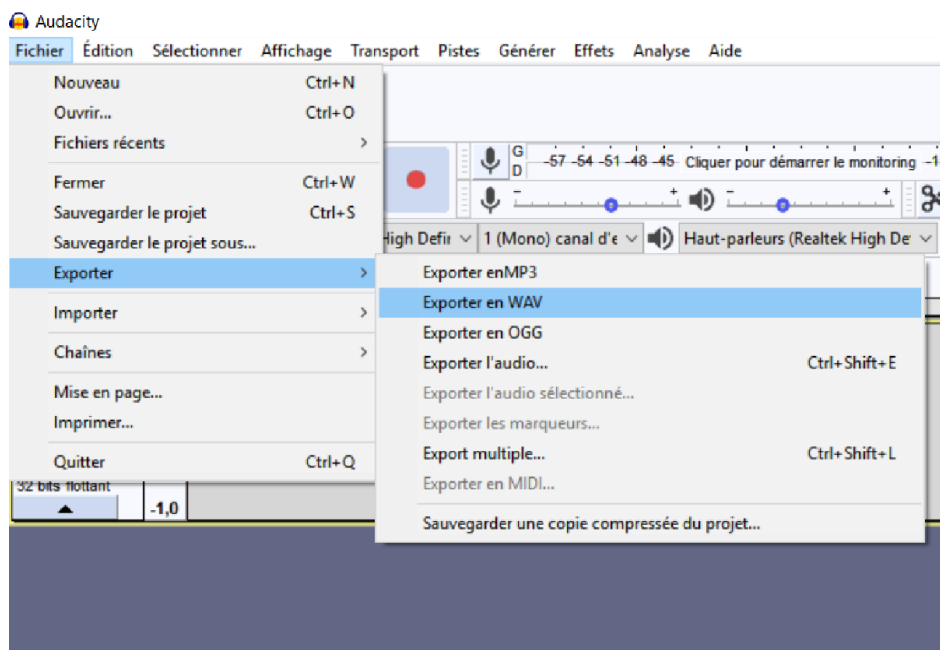 Audacity
Fichier Édition Sélectionner Affichage Transport Pistes Générer Effets Analyse Aide
Nouveau Ctrl+N
Ouvrir... Ctrl+O
Fichiers récents >
Fermer Ctrl+W
Sauvegarder le projet Ctrl+S
Sauvegarder le projet sous...
Exporter >
Importer >
Chaînes >
Mise en page...
Imprimer...
Quitter Ctrl+Q
G
D
-57 -54 -51 -48 -45 Cliquer pour démarrer le monitoring -1
- + - +
High Defir 1 (Mono) canal d'e Haut-parleurs (Realtek High De
Exporter enMP3
Exporter en WAV
Exporter en OGG
Exporter l'audio... Ctrl+Shift+E
Exporter l'audio sélectionné...
Exporter les marqueurs...
Export multiple... Ctrl+Shift+L
Exporter en MIDI...
Sauvegarder une copie compressée du projet...
32 bits flottant
-1,0